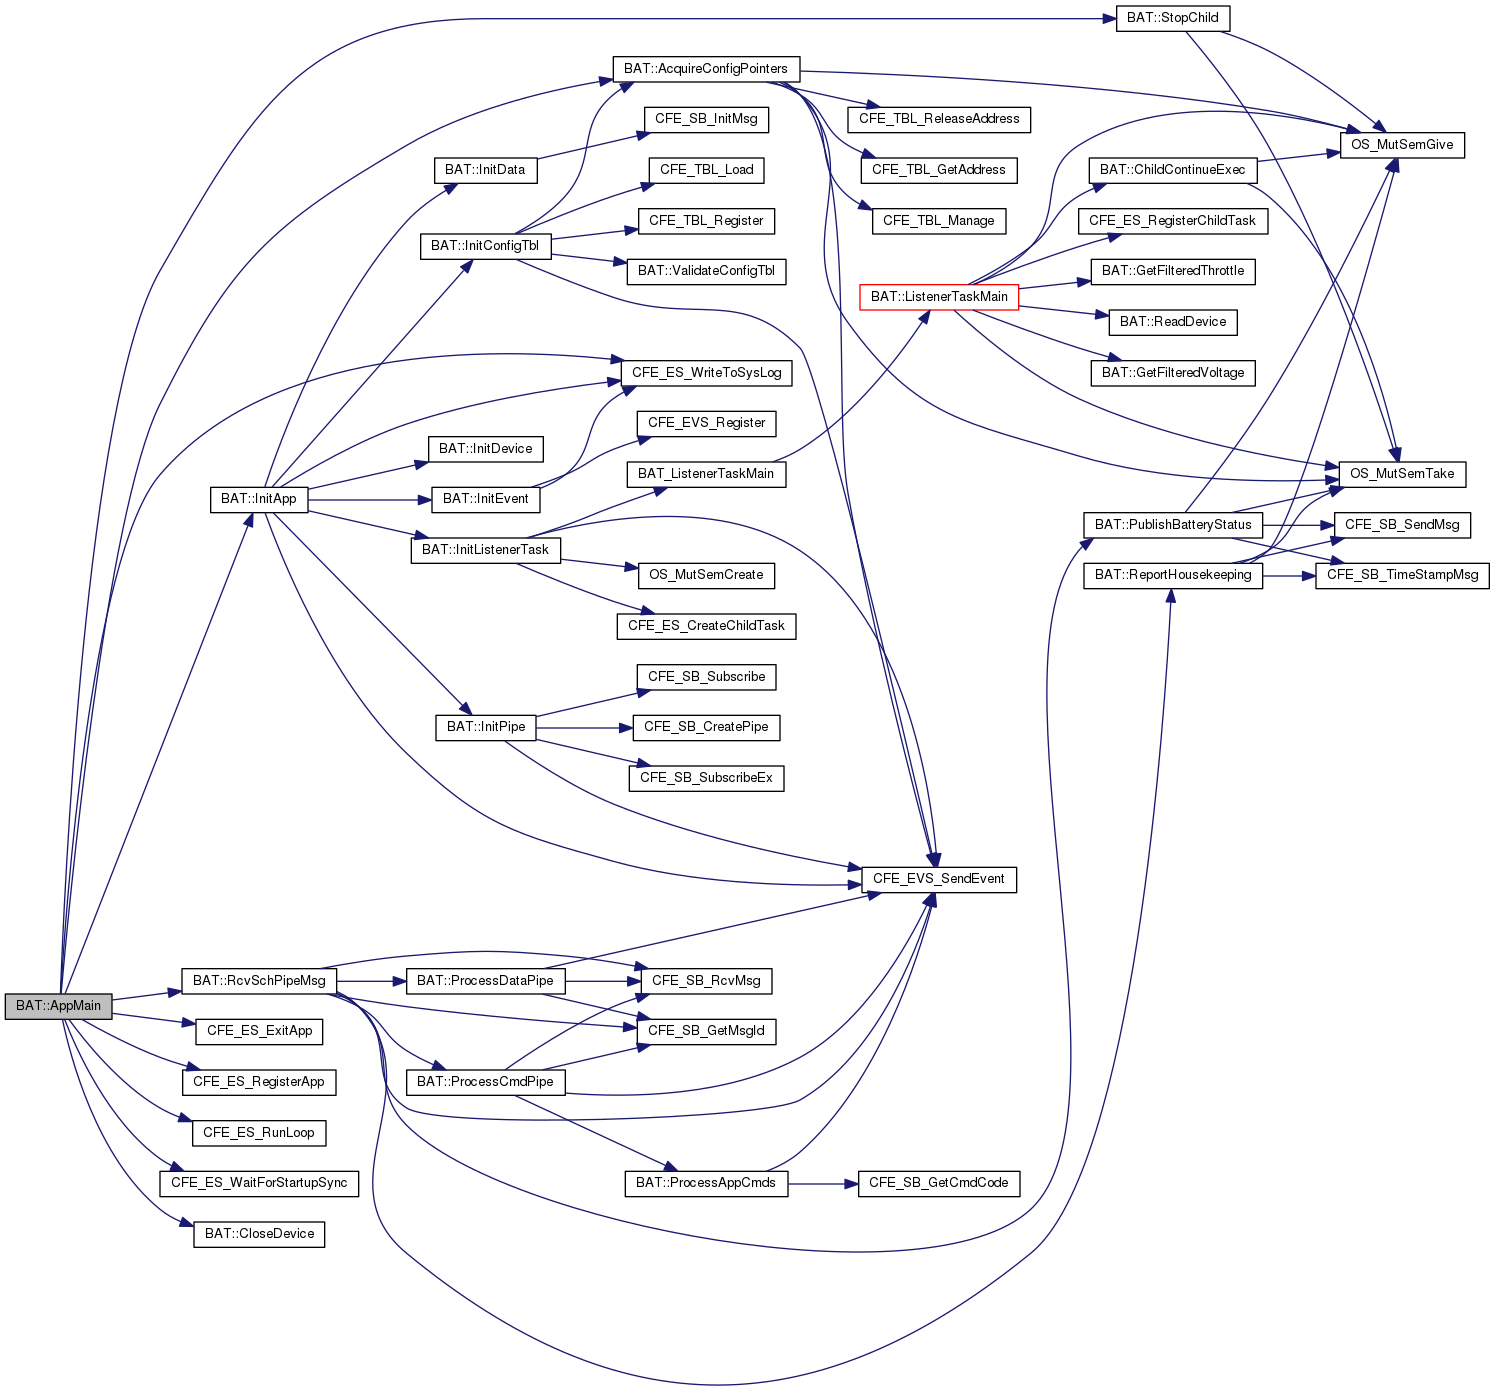 BAT::StopChild
BAT::AcquireConfigPointers
CFE_SB_InitMsg
CFE_TBL_ReleaseAddress
OS_MutSemGive
BAT::InitData
CFE_TBL_Load
CFE_TBL_GetAddress
BAT::ChildContinueExec
CFE_TBL_Register
CFE_TBL_Manage
CFE_ES_RegisterChildTask
BAT::InitConfigTbl
BAT::ValidateConfigTbl
BAT::GetFilteredThrottle
BAT::ListenerTaskMain
BAT::ReadDevice
CFE_ES_WriteToSysLog
BAT::GetFilteredVoltage
CFE_EVS_Register
BAT::InitDevice
BAT_ListenerTaskMain
OS_MutSemTake
BAT::InitApp
BAT::InitEvent
BAT::PublishBatteryStatus
CFE_SB_SendMsg
BAT::InitListenerTask
OS_MutSemCreate
BAT::ReportHousekeeping
CFE_SB_TimeStampMsg
CFE_ES_CreateChildTask
CFE_SB_Subscribe
BAT::InitPipe
CFE_SB_CreatePipe
CFE_SB_SubscribeEx
CFE_EVS_SendEvent
BAT::RcvSchPipeMsg
BAT::ProcessDataPipe
CFE_SB_RcvMsg
BAT::AppMain
CFE_ES_ExitApp
CFE_SB_GetMsgId
CFE_ES_RegisterApp
BAT::ProcessCmdPipe
CFE_ES_RunLoop
CFE_ES_WaitForStartupSync
BAT::ProcessAppCmds
CFE_SB_GetCmdCode
BAT::CloseDevice